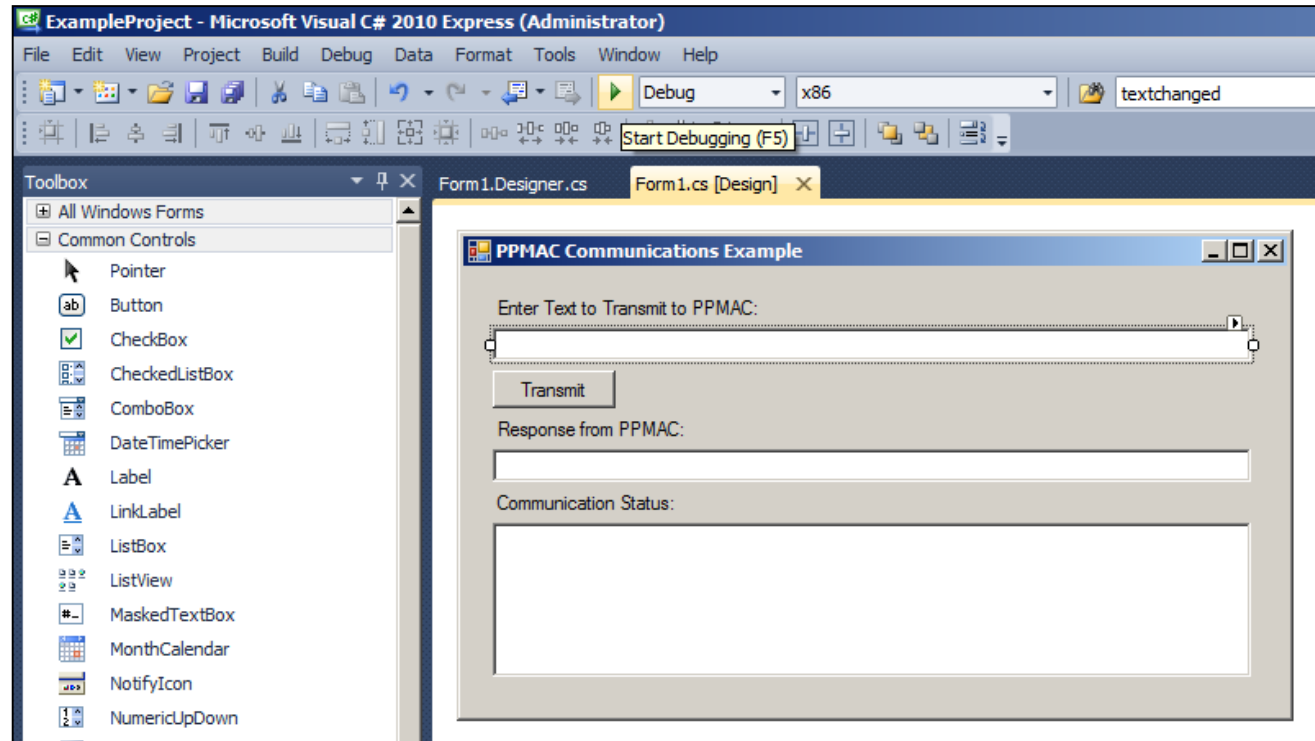 ExampleProject - Microsoft Visual C# 2010 Express (Administrator)
File Edit View Project Build Debug Data Format Tools Window Help
Debug x86 textchanged
Start Debugging (F5)
Toolbox
Form1.Designer.cs Form1.cs [Design]
All Windows Forms
Common Controls
Pointer
ab Button
CheckBox
CheckedListBox
ComboBox
DateTimePicker
A Label
A LinkLabel
ListBox
ListView
#_ MaskedTextBox
MonthCalendar
NotifyIcon
NumericUpDown
PPMAC Communications Example
Enter Text to Transmit to PPMAC:
Transmit
Response from PPMAC:
Communication Status: